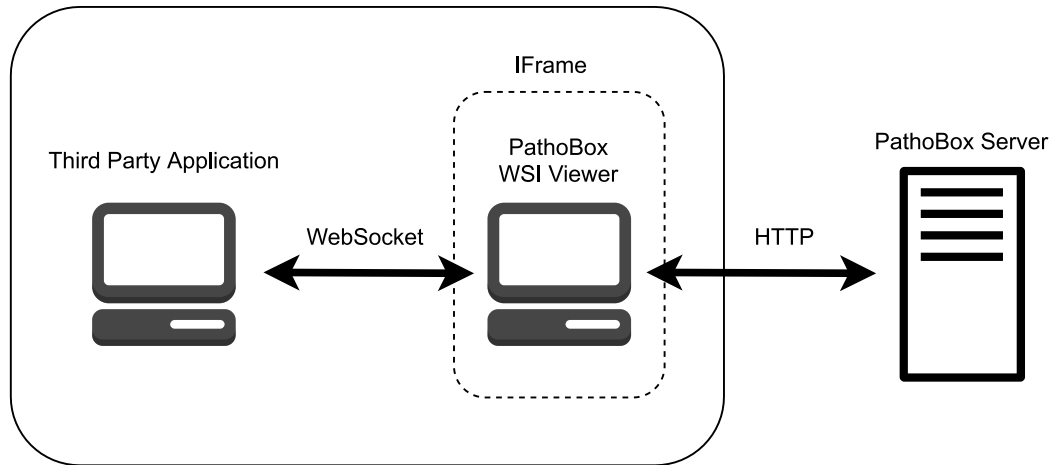 IFrame
Third Party Application
PathoBox
WSI Viewer
PathoBox Server
WebSocket
HTTP